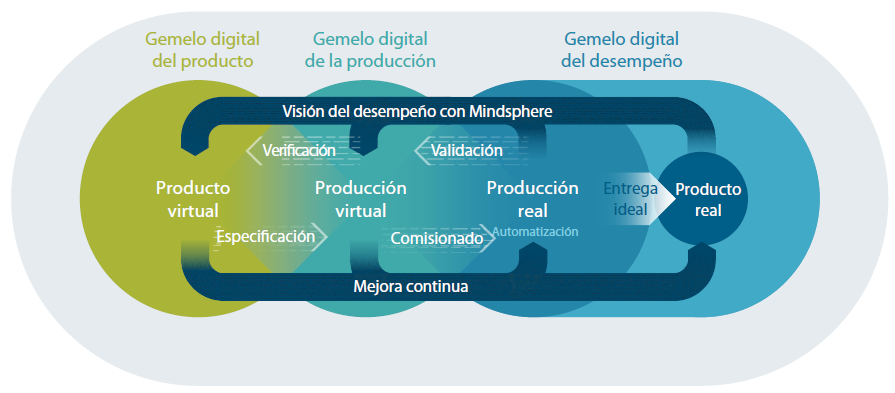 Gemelo digital
del producto
Gemelo digital
de la producción
Gemelo digital
del desempeño
Visión del desempeño con Mindsphere
Verificación
Validación
Producto
virtual
Producción
virtual
Producción
real
Automatización
Entrega
ideal
Producto
real
Especificación
Comisionado
Mejora continua